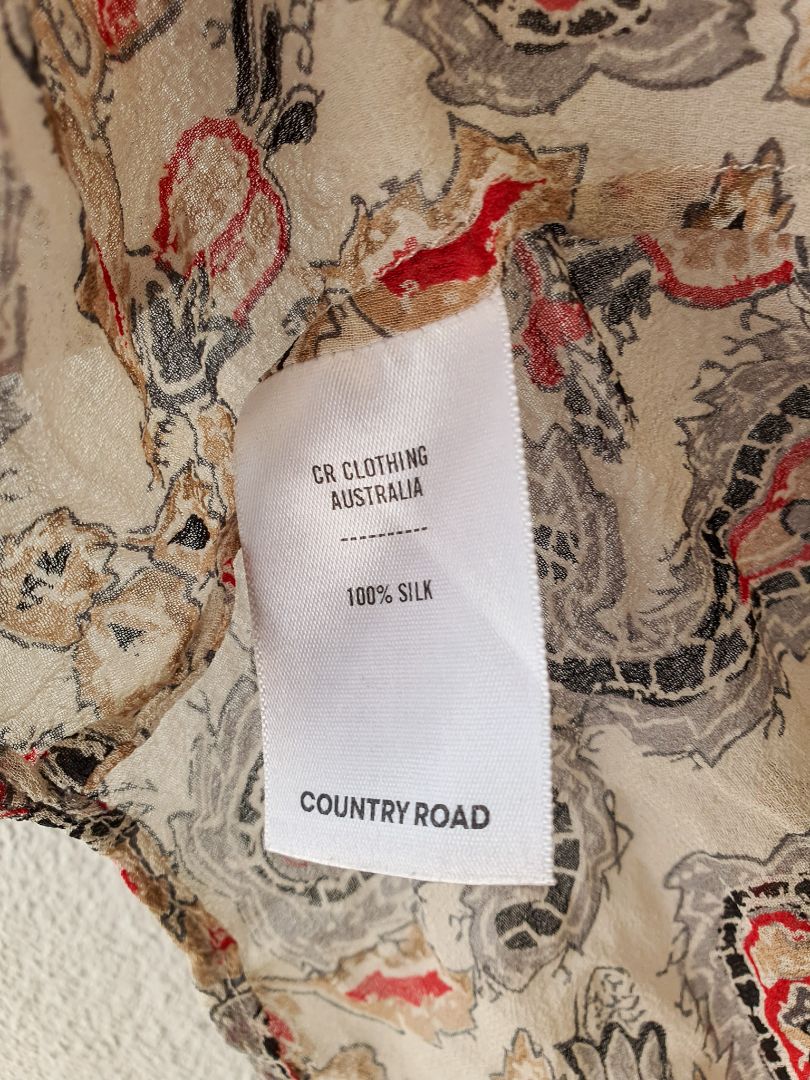 CR CLOTHING
AUSTRALIA
----------
100% SILK
COUNTRY ROAD